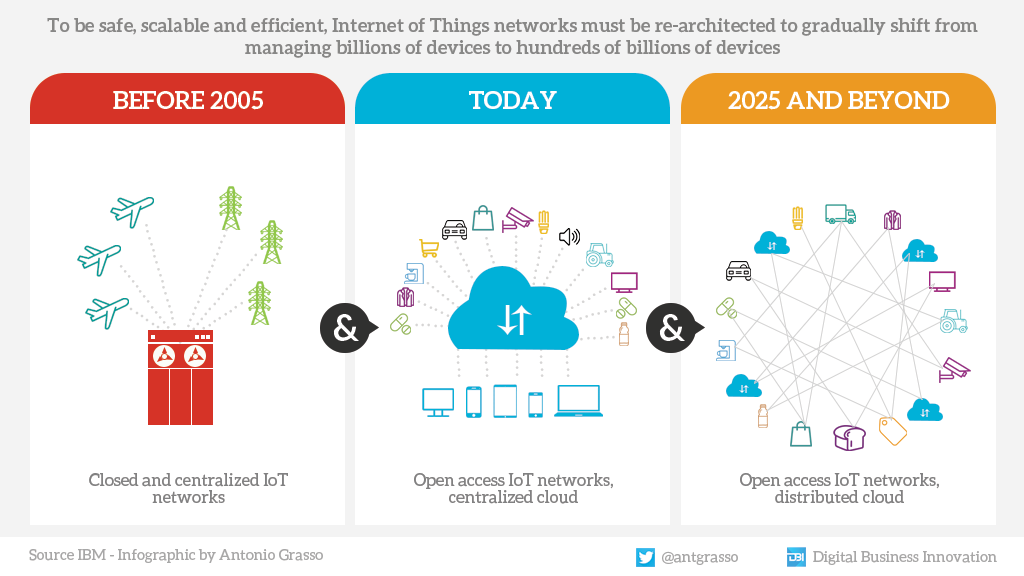 To be safe, scalable and efficient, Internet of Things networks must be re-architected to gradually shift from
managing billions of devices to hundreds of billions of devices
BEFORE 2005
TODAY
2025 AND BEYOND
&
&
Closed and centralized IoT
networks
Open access IoT networks,
centralized cloud
Open access IoT networks,
distributed cloud
Source IBM - Infographic by Antonio Grasso
@antgrasso
DBI
Digital Business Innovation